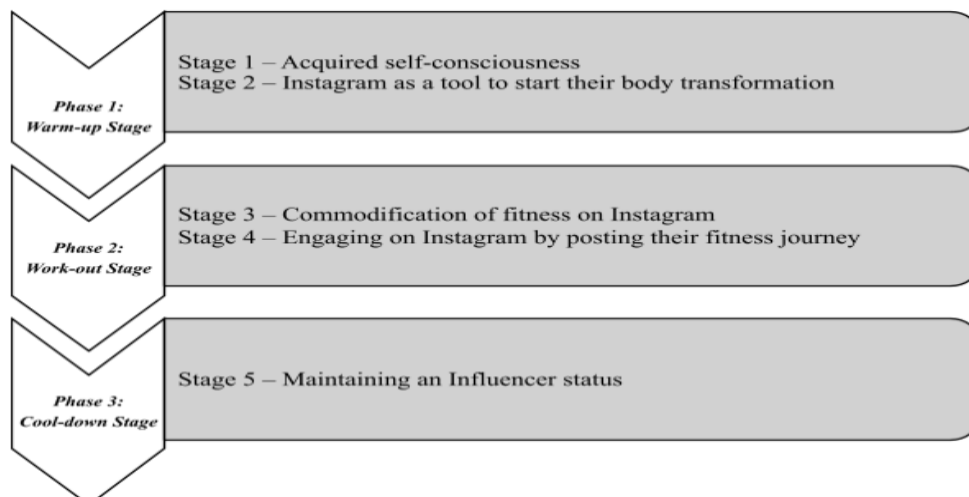 Phase 1:
Warm-up Stage
Stage 1 – Acquired self-consciousness
Stage 2 – Instagram as a tool to start their body transformation
Phase 2:
Work-out Stage
Stage 3 – Commodification of fitness on Instagram
Stage 4 – Engaging on Instagram by posting their fitness journey
Phase 3:
Cool-down Stage
Stage 5 – Maintaining an Influencer status